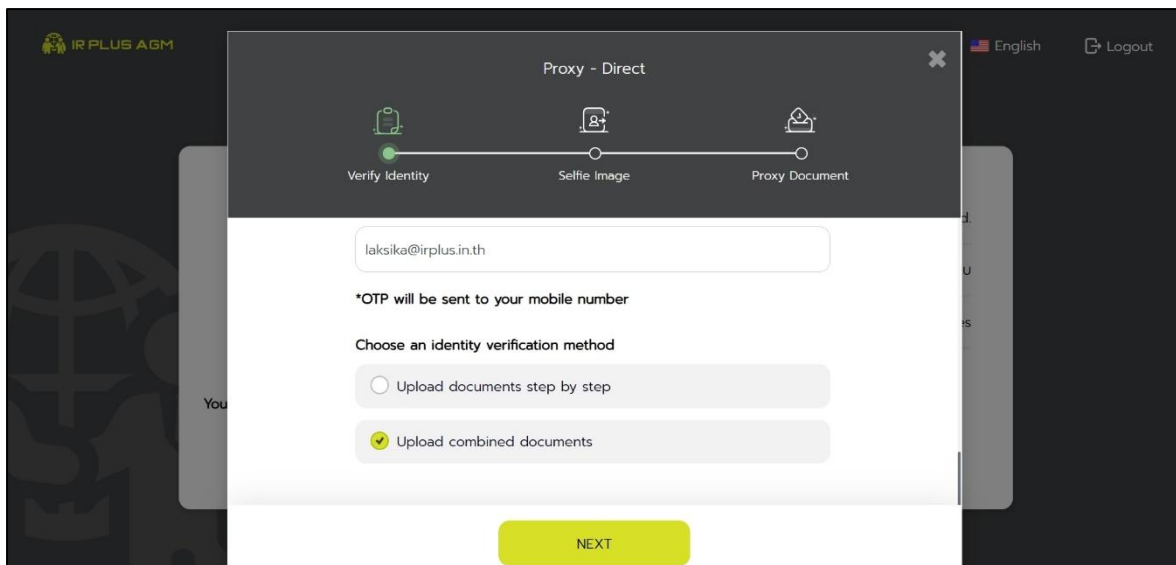 IR PLUS AGM
English
Logout
Proxy - Direct
Verify Identity
Selfie Image
Proxy Document
d.
laksika@irplus.in.th
U
*OTP will be sent to your mobile number
es
Choose an identity verification method
Upload documents step by step
You
Upload combined documents
NEXT